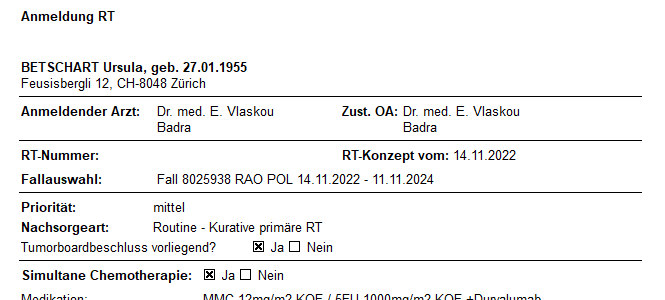 Anmeldung RT
BETSCHART Ursula, geb. 27.01.1955
Feusisbergli 12, CH-8048 Zürich
Anmeldender Arzt: Dr. med. E. Vlaskou Badra Zust. OA: Dr. med. E. Vlaskou Badra
RT-Nummer: RT-Konzept vom: 14.11.2022
Fallauswahl: Fall 8025938 RAO POL 14.11.2022 - 11.11.2024
Priorität: mittel
Nachsorgeart: Routine - Kurative primäre RT
Tumorboardbeschluss vorliegend? ☒ Ja ☐ Nein
Simultane Chemotherapie: ☒ Ja ☐ Nein
Medikation: MMC 12mg/m2 KOF / 5FU 1000mg/m2 KOF +Durvalumab